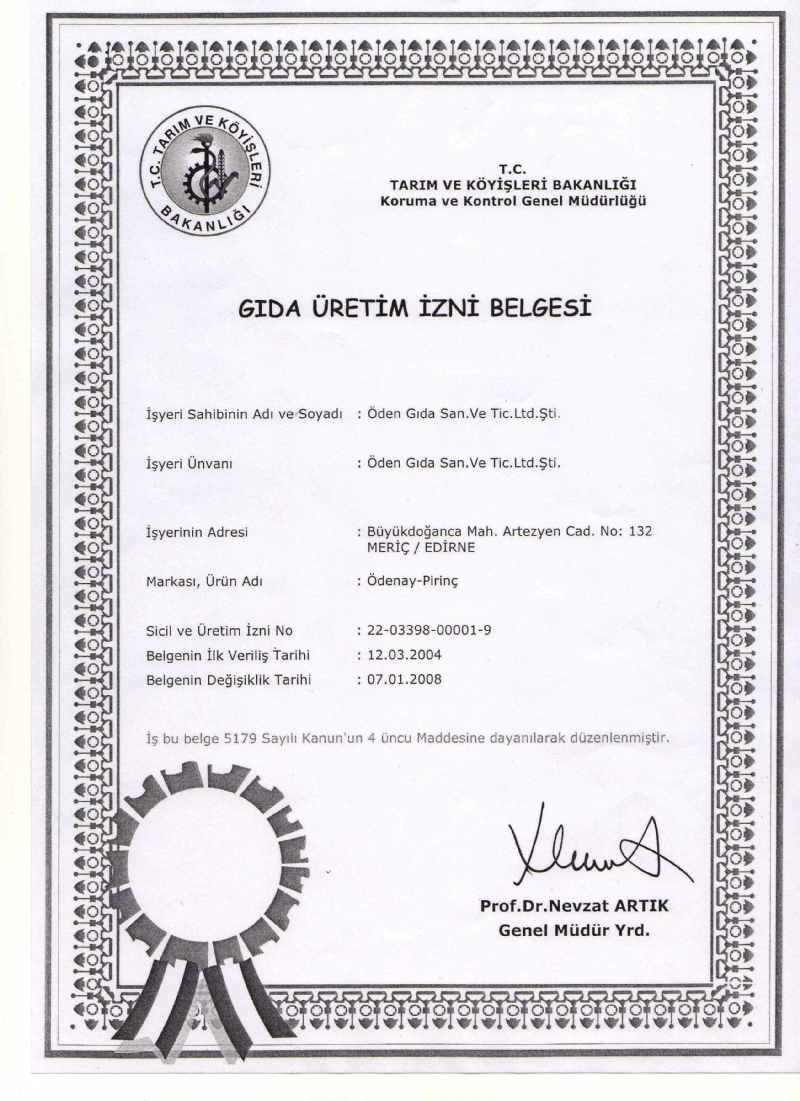 T.C. TARIM VE KÖYİŞLERİ
BAKANLIĞI
T.C.
TARIM VE KÖYİŞLERİ BAKANLIĞI
Koruma ve Kontrol Genel Müdürlüğü
GIDA ÜRETİM İZNİ BELGESİ
İşyeri Sahibinin Adı ve Soyadı : Öden Gıda San.Ve Tic.Ltd.Şti.
İşyeri Ünvanı : Öden Gıda San.Ve Tic.Ltd.Şti.
İşyerinin Adresi : Büyükdoğanca Mah. Artezyen Cad. No: 132
MERİÇ / EDİRNE
Markası, Ürün Adı : Ödenay-Pirinç
Sicil ve Üretim İzni No : 22-03398-00001-9
Belgenin İlk Veriliş Tarihi : 12.03.2004
Belgenin Değişiklik Tarihi : 07.01.2008
İş bu belge 5179 Sayılı Kanun'un 4 üncu Maddesine dayanılarak düzenlenmiştir.
Prof.Dr.Nevzat ARTIK
Genel Müdür Yrd.